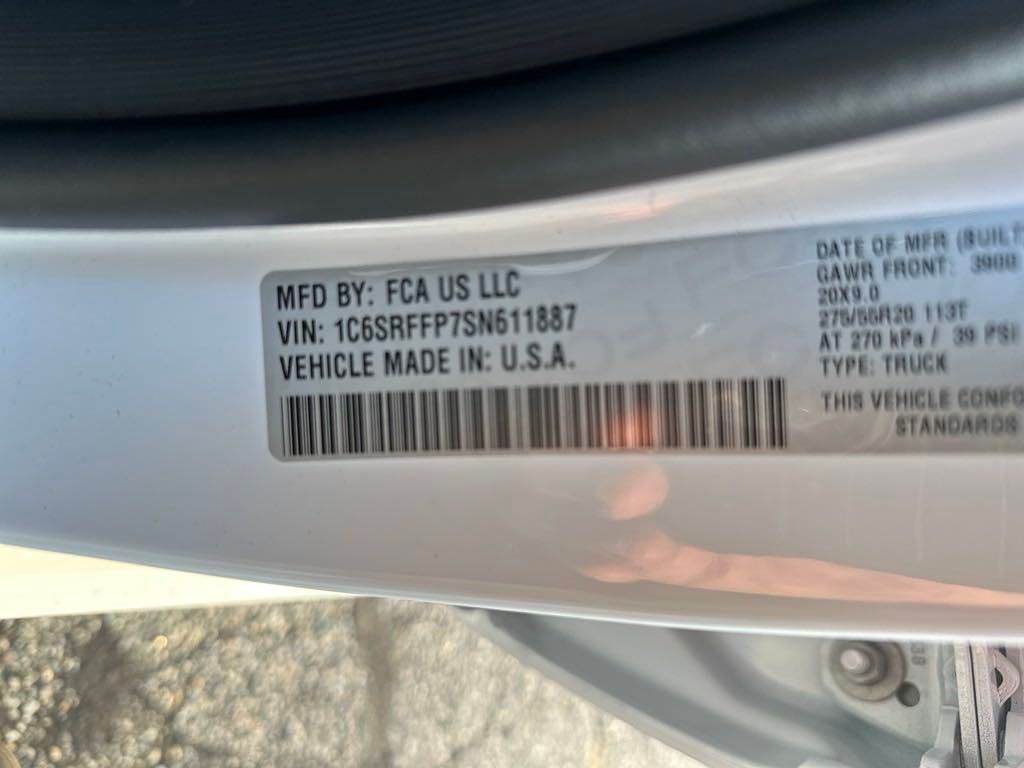 MFD BY: FCA US LLC
VIN: 1C6SRFFP7SN611887
VEHICLE MADE IN: U.S.A.
DATE OF MFR (BUILT
GAWR FRONT: 3900
20X9.0
275/55R20 113T
AT 270 kPa / 39 PSI
TYPE: TRUCK
THIS VEHICLE CONFO
STANDARDS